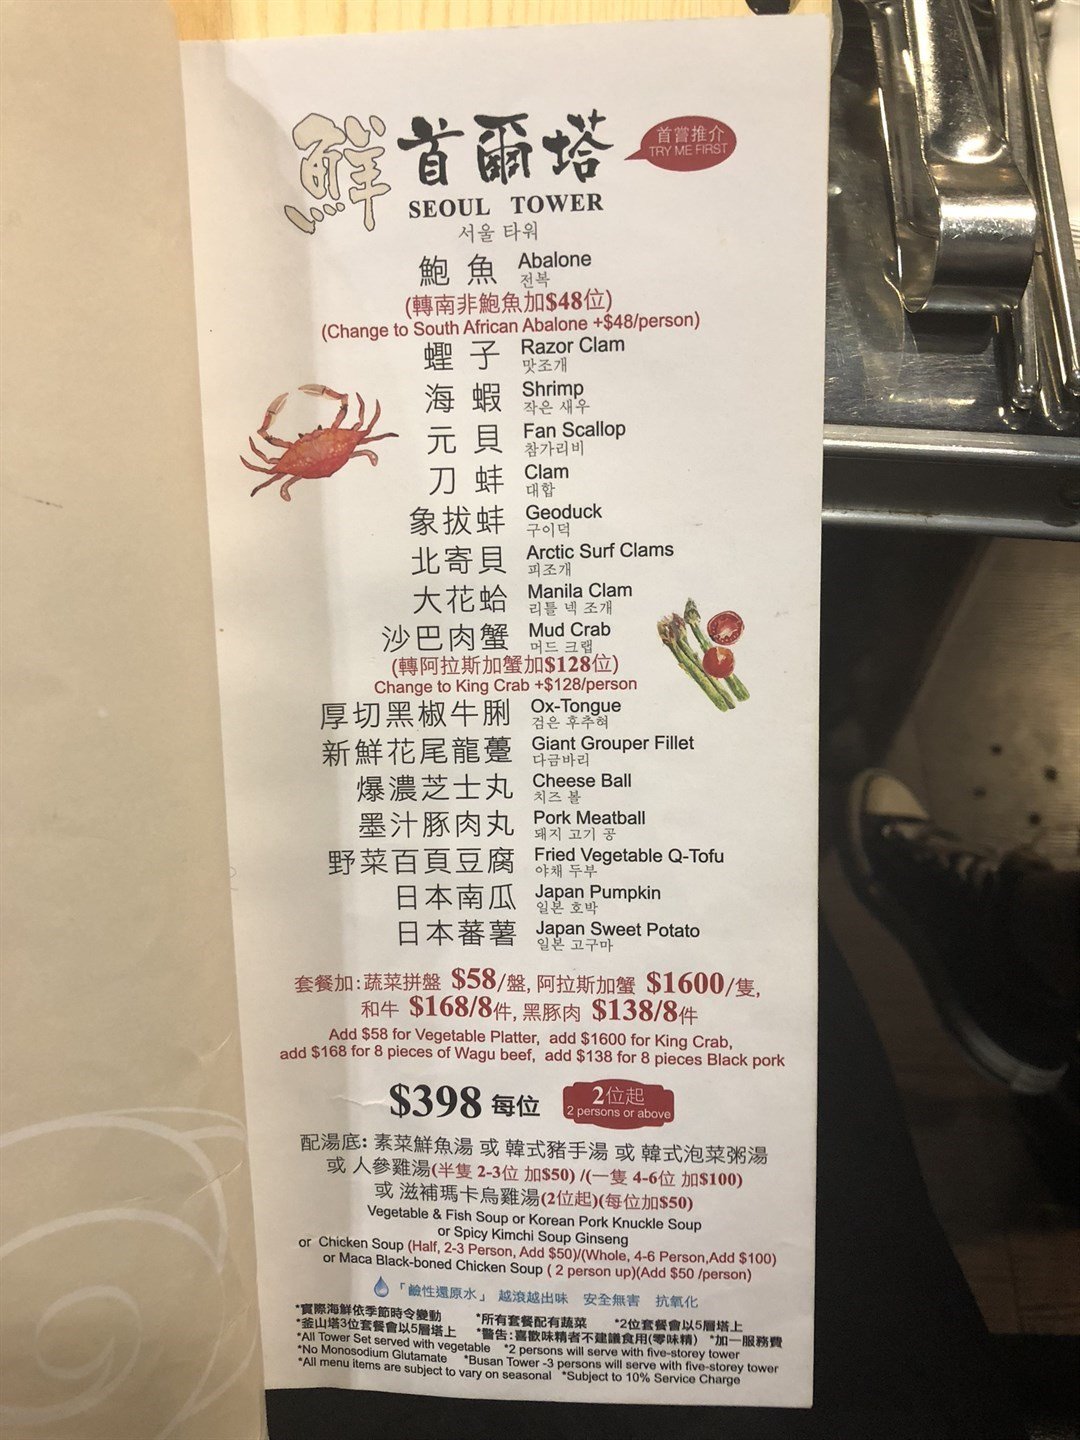 鮮 首爾塔
首嘗推介
TRY ME FIRST
SEOUL TOWER
서울 타워
鮑魚 Abalone
전복
(轉南非鮑魚加$48位)
(Change to South African Abalone +$48/person)
蟶子 Razor Clam
맛조개
海蝦 Shrimp
작은 새우
元貝 Fan Scallop
참가리비
刀蚌 Clam
대합
象拔蚌 Geoduck
구이덕
北寄貝 Arctic Surf Clams
피조개
大花蛤 Manila Clam
리틀 넥 조개
沙巴肉蟹 Mud Crab
머드 크랩
(轉阿拉斯加蟹加$128位)
Change to King Crab +$128/person
厚切黑椒牛脷 Ox-Tongue
검은 후추혀
新鮮花尾龍躉 Giant Grouper Fillet
다금바리
爆濃芝士丸 Cheese Ball
치즈 볼
墨汁豚肉丸 Pork Meatball
돼지 고기 공
野菜百頁豆腐 Fried Vegetable Q-Tofu
야채 두부
日本南瓜 Japan Pumpkin
일본 호박
日本蕃薯 Japan Sweet Potato
일본 고구마
套餐加:蔬菜拼盤 $58/盤, 阿拉斯加蟹 $1600/隻,
和牛 $168/8件, 黑豚肉 $138/8件
Add $58 for Vegetable Platter, add $1600 for King Crab,
add $168 for 8 pieces of Wagu beef, add $138 for 8 pieces Black pork
$398 每位
2位起
2 persons or above
配湯底: 素菜鮮魚湯 或 韓式豬手湯 或 韓式泡菜粥湯
或 人參雞湯(半隻 2-3位 加$50) /(一隻 4-6位 加$100)
或 滋補瑪卡烏雞湯(2位起)(每位加$50)
Vegetable & Fish Soup or Korean Pork Knuckle Soup
or Spicy Kimchi Soup Ginseng
or Chicken Soup (Half, 2-3 Person, Add $50)/(Whole, 4-6 Person,Add $100)
or Maca Black-boned Chicken Soup ( 2 person up)(Add $50 /person)
「鹼性還原水」 越滾越出味 安全無害 抗氧化
*實際海鮮依季節時令變動 *所有套餐配有蔬菜 *2位套餐會以5層塔上
*釜山塔3位套餐會以5層塔上 *警告:喜歡味精者不建議食用(零味精) *加一服務費
*All Tower Set served with vegetable *2 persons will serve with five-storey tower
*No Monosodium Glutamate *Busan Tower -3 persons will serve with five-storey tower
*All menu items are subject to vary on seasonal *Subject to 10% Service Charge